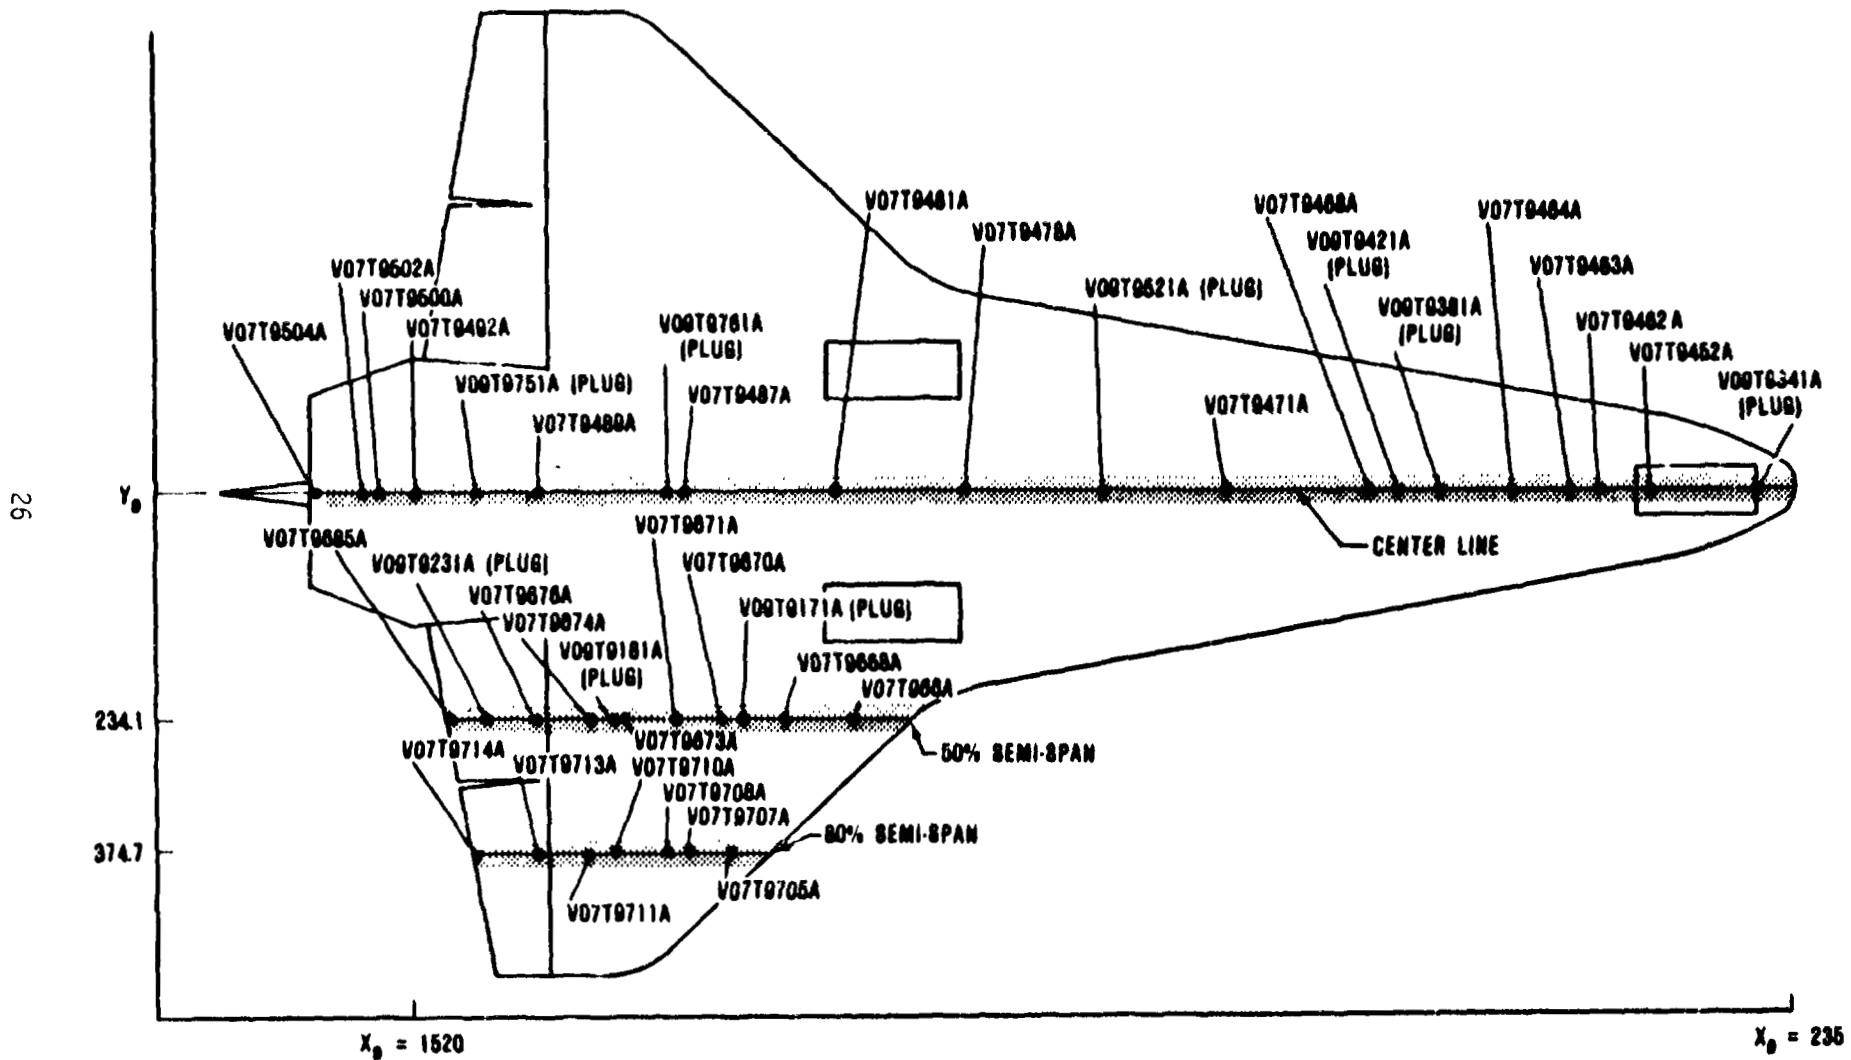 V07T9481A
V07T9478A
V07T9468A
V09T9421A
(PLUG)
V07T9464A
V07T9463A
V07T9502A
V07T9500A
V07T9492A
V07T9504A
V09T9761A
(PLUG)
V09T9521A (PLUG)
V09T9381A
(PLUG)
V07T9462A
V07T9452A
V09T9341A
(PLUG)
V09T9751A (PLUG)
V07T9489A
V07T9487A
V07T9471A
26
Y₀
V07T9685A
V09T9231A (PLUG)
V07T9676A
V07T9674A
V09T9161A
(PLUG)
V07T9671A
V07T9670A
V09T9171A (PLUG)
V07T9668A
V07T966A
CENTER LINE
234.1
V07T9714A
V07T9713A
V07T9673A
V07T9710A
V07T9708A
V07T9707A
50% SEMI-SPAN
80% SEMI-SPAN
374.7
V07T9711A
V07T9705A
X₀ = 1520
X₀ = 235